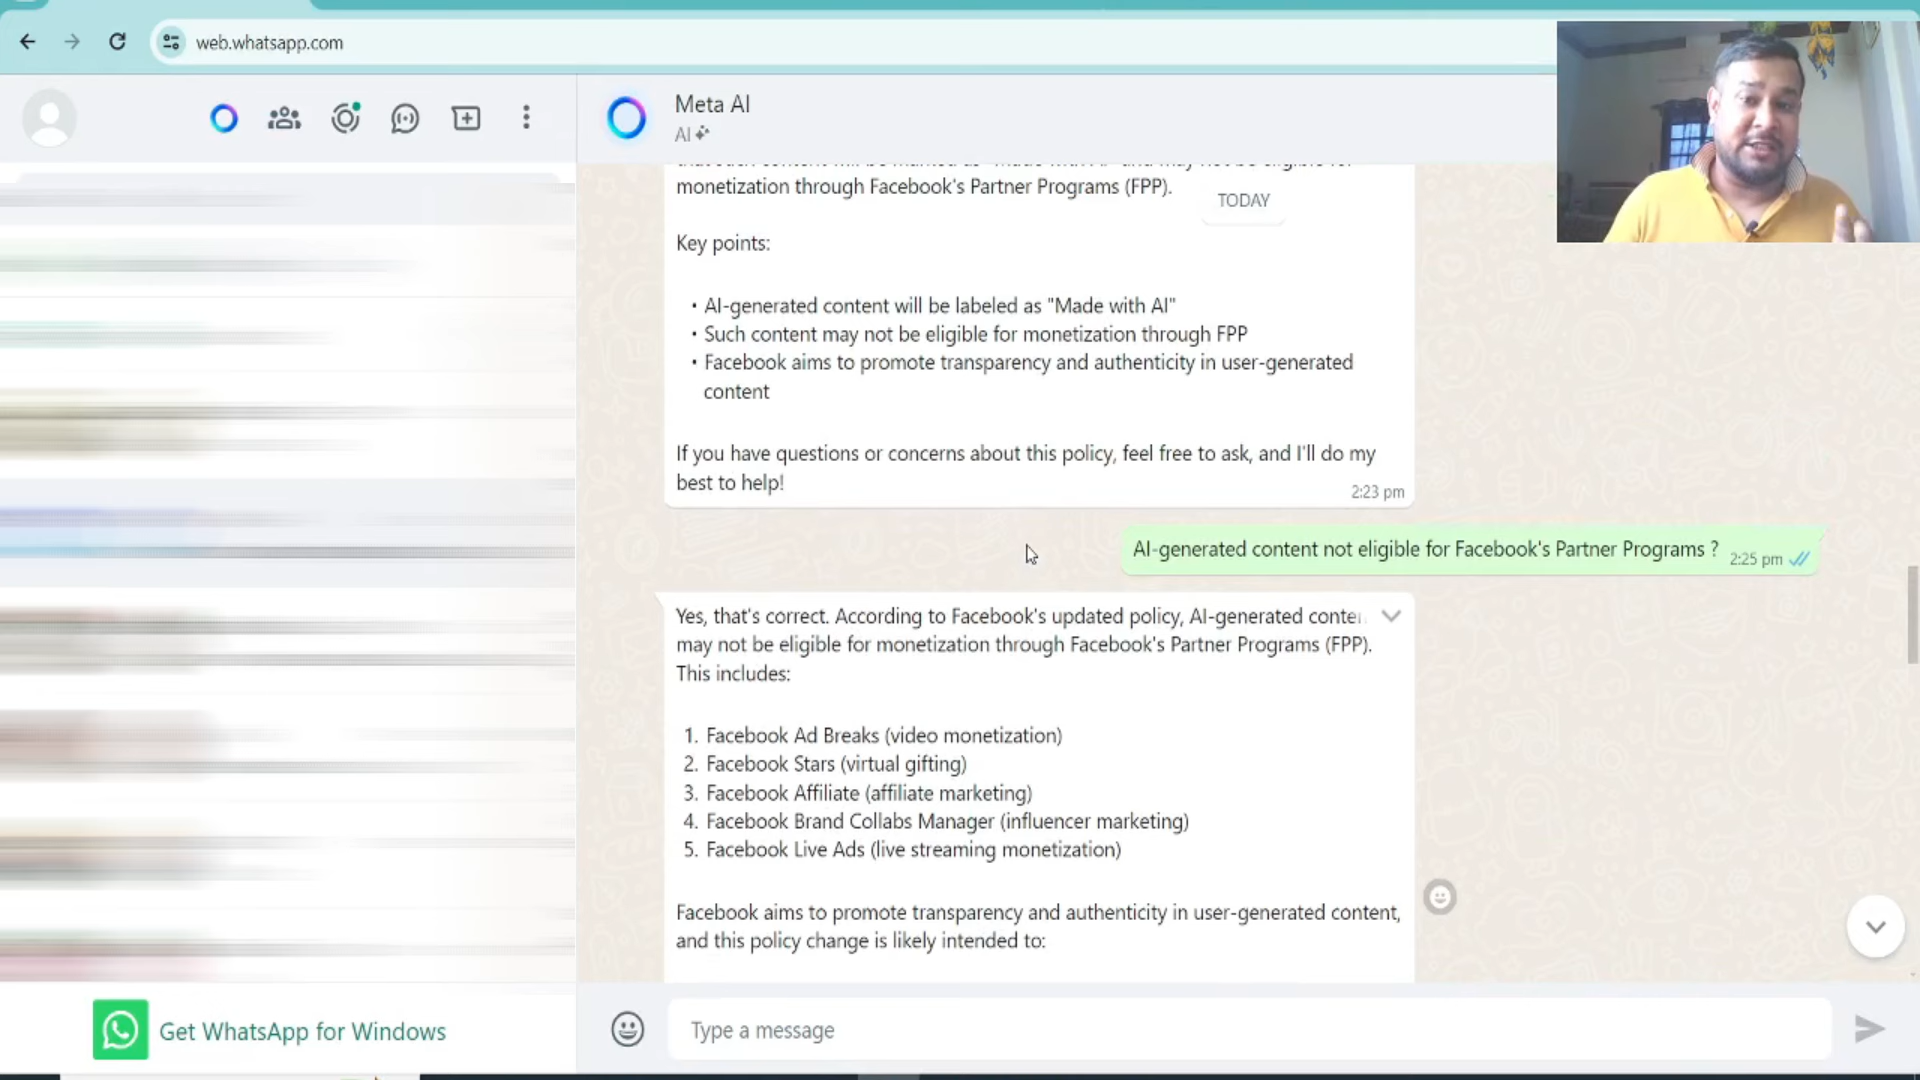 web.whatsapp.com
Meta AI
AI
monetization through Facebook's Partner Programs (FPP).
TODAY
Key points:
• AI-generated content will be labeled as "Made with AI"
• Such content may not be eligible for monetization through FPP
• Facebook aims to promote transparency and authenticity in user-generated
content
If you have questions or concerns about this policy, feel free to ask, and I'll do my
best to help!
2:23 pm
AI-generated content not eligible for Facebook's Partner Programs ?
2:25 pm
Yes, that's correct. According to Facebook's updated policy, AI-generated conte
may not be eligible for monetization through Facebook's Partner Programs (FPP).
This includes:
1. Facebook Ad Breaks (video monetization)
2. Facebook Stars (virtual gifting)
3. Facebook Affiliate (affiliate marketing)
4. Facebook Brand Collabs Manager (influencer marketing)
5. Facebook Live Ads (live streaming monetization)
Facebook aims to promote transparency and authenticity in user-generated content,
and this policy change is likely intended to:
Get WhatsApp for Windows
Type a message